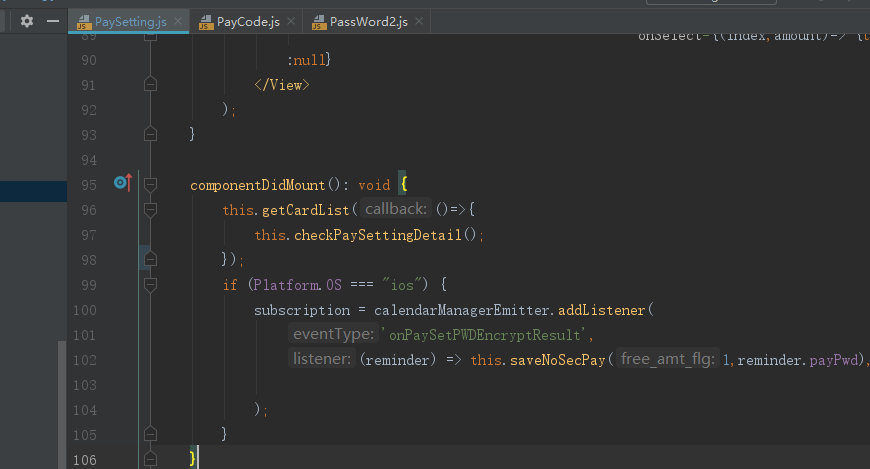 PaySetting.js PayCode.js PassWord2.js
89 onSelect={(index,amount)=> {t
90 :null}
91 </View>
92 );
93 }
94
95 componentDidMount(): void {
96 this.getCardList( callback: ()=>{
97 this.checkPaySettingDetail();
98 });
99 if (Platform.OS === "ios") {
100 subscription = calendarManagerEmitter.addListener(
101 eventType: 'onPaySetPWDEncryptResult',
102 listener: (reminder) => this.saveNoSecPay( free_amt_flg: 1,reminder.payPwd),
103
104 );
105 }
106 }